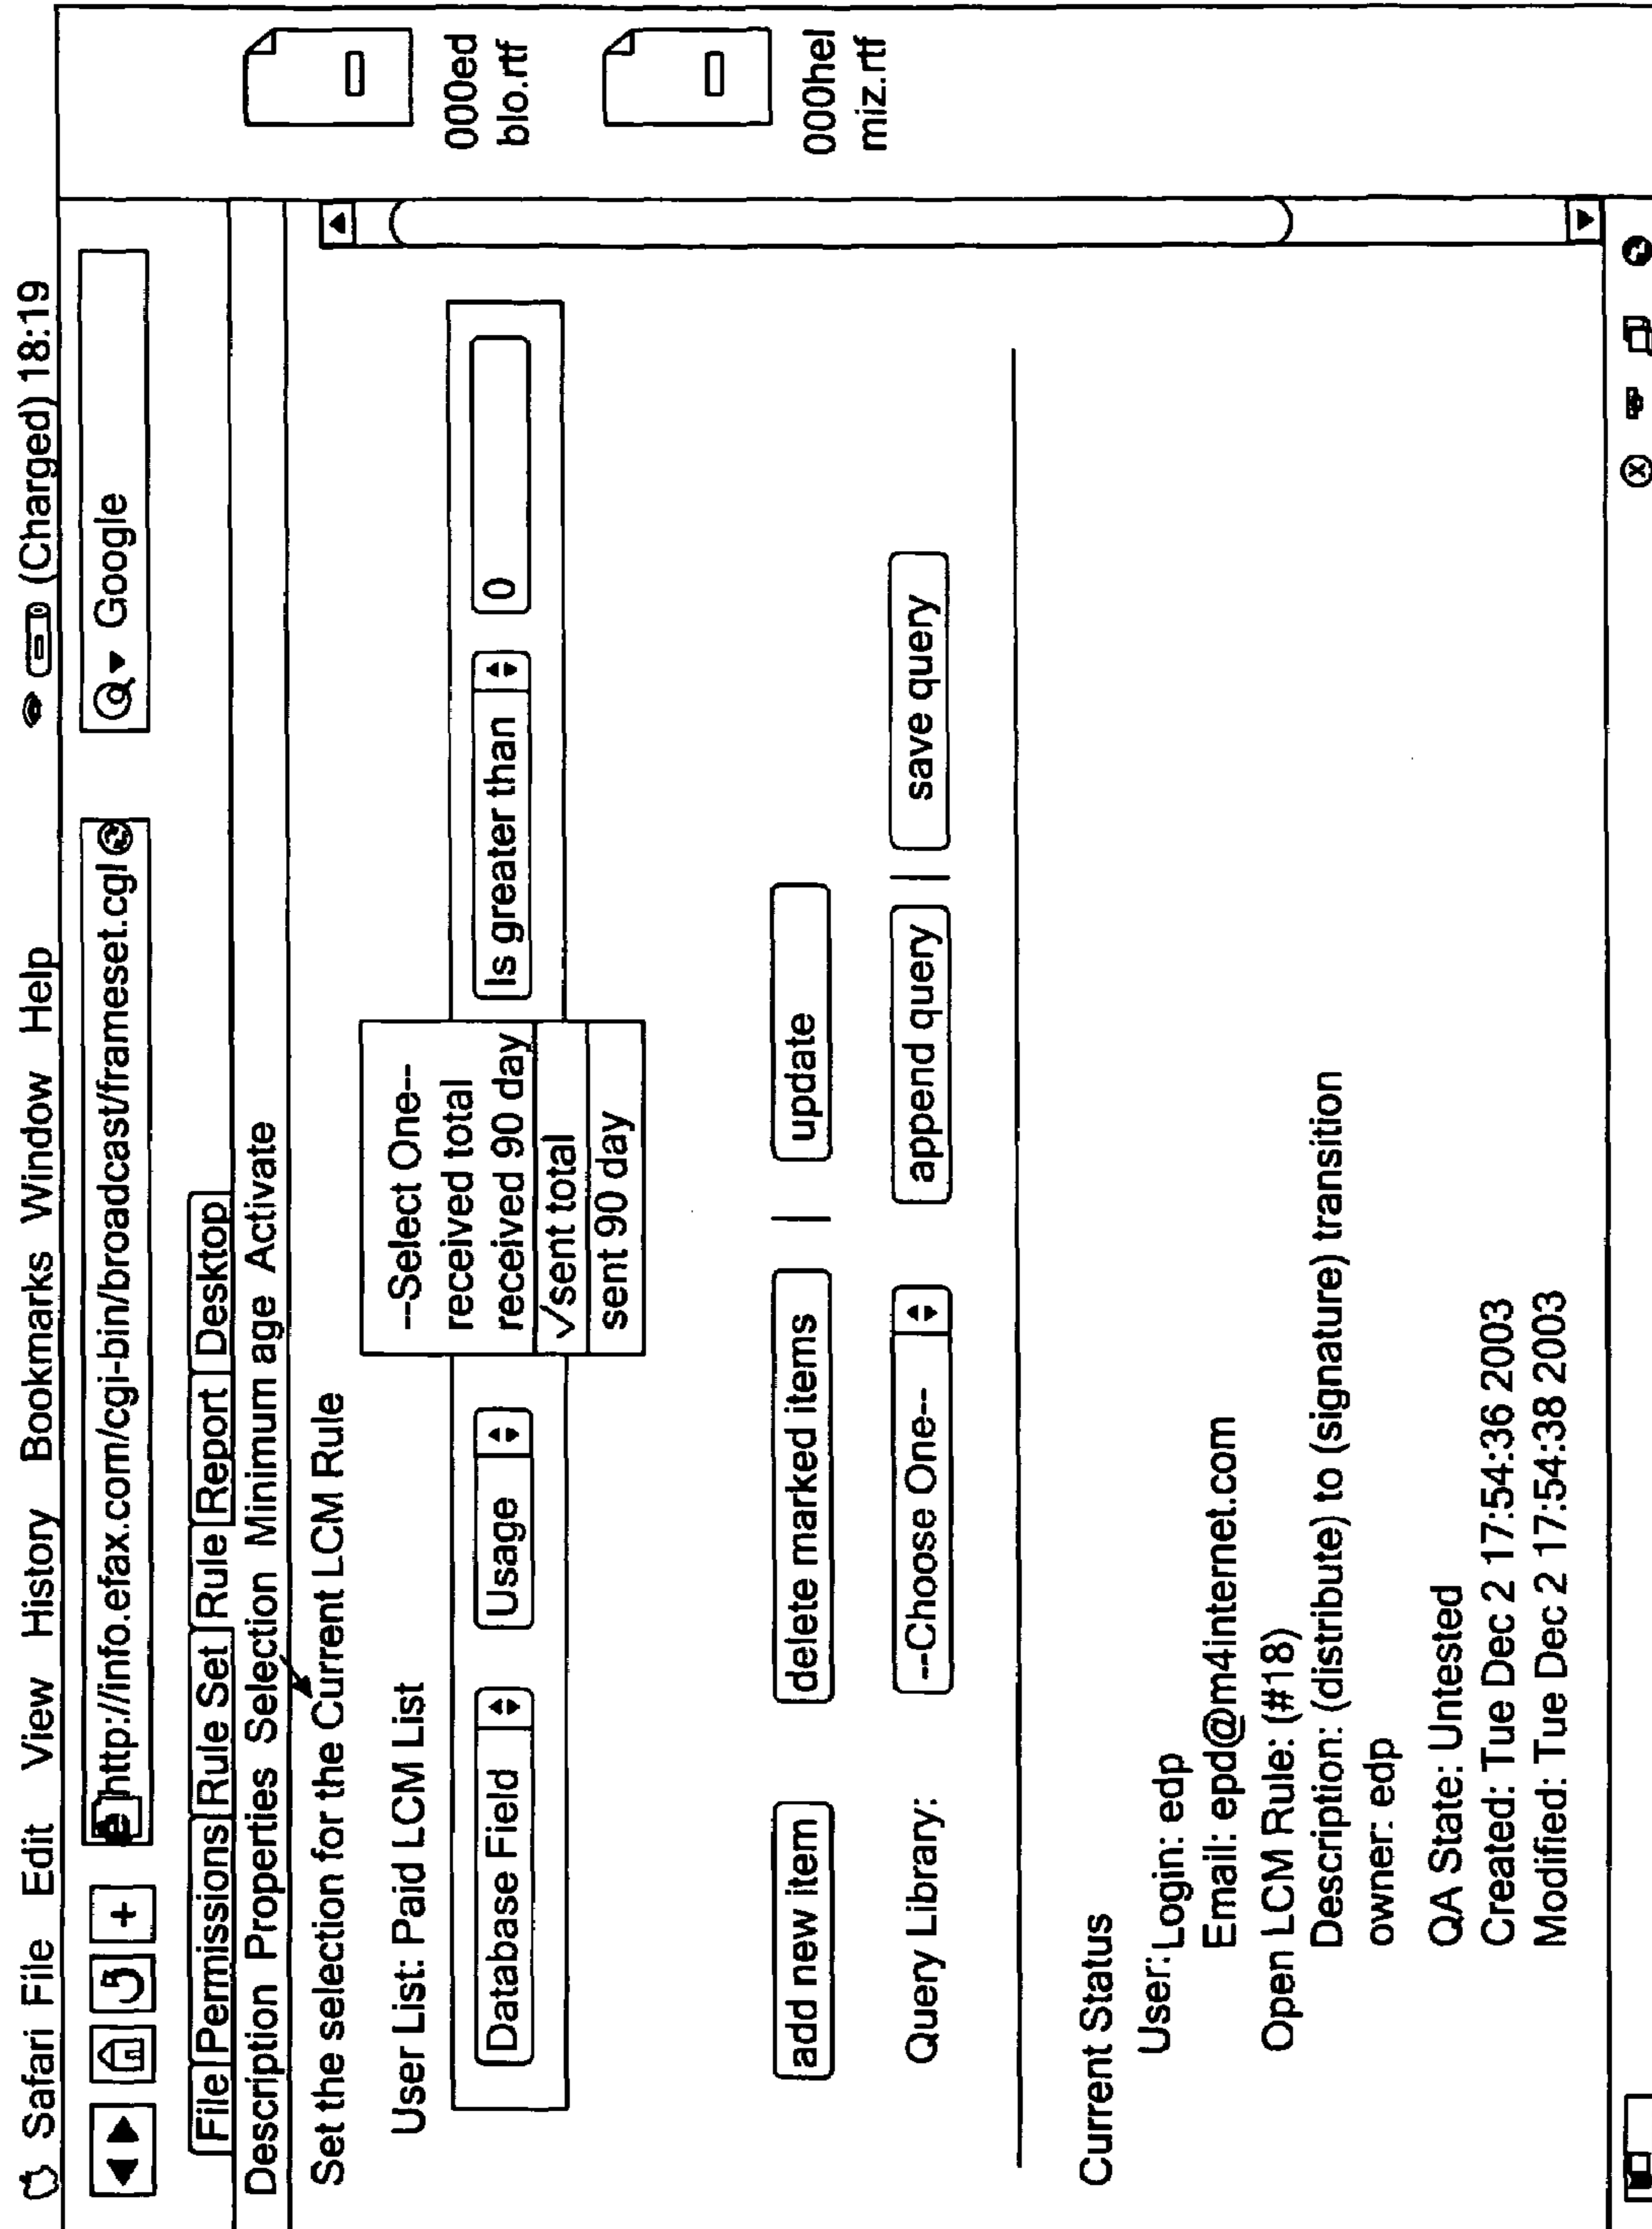 Safari File Edit View History Bookmarks Window Help (Charged) 18:19
http://info.efax.com/cgi-bin/broadcast/frameset.cgl Google
File Permissions Rule Set Rule Report Desktop
Description Properties Selection Minimum age Activate
Set the selection for the Current LCM Rule
User List: Paid LCM List
--Select One--
received total
received 90 day
√sent total
sent 90 day
Database Field Usage Is greater than 0
add new item delete marked items | update
Query Library: --Choose One-- append query | save query
Current Status
User: Login: edp
Email: epd@m4internet.com
Open LCM Rule: (#18)
Description: (distribute) to (signature) transition
owner: edp
QA State: Untested
Created: Tue Dec 2 17:54:36 2003
Modified: Tue Dec 2 17:54:38 2003
000ed
blo.rtf
000hel
miz.rtf